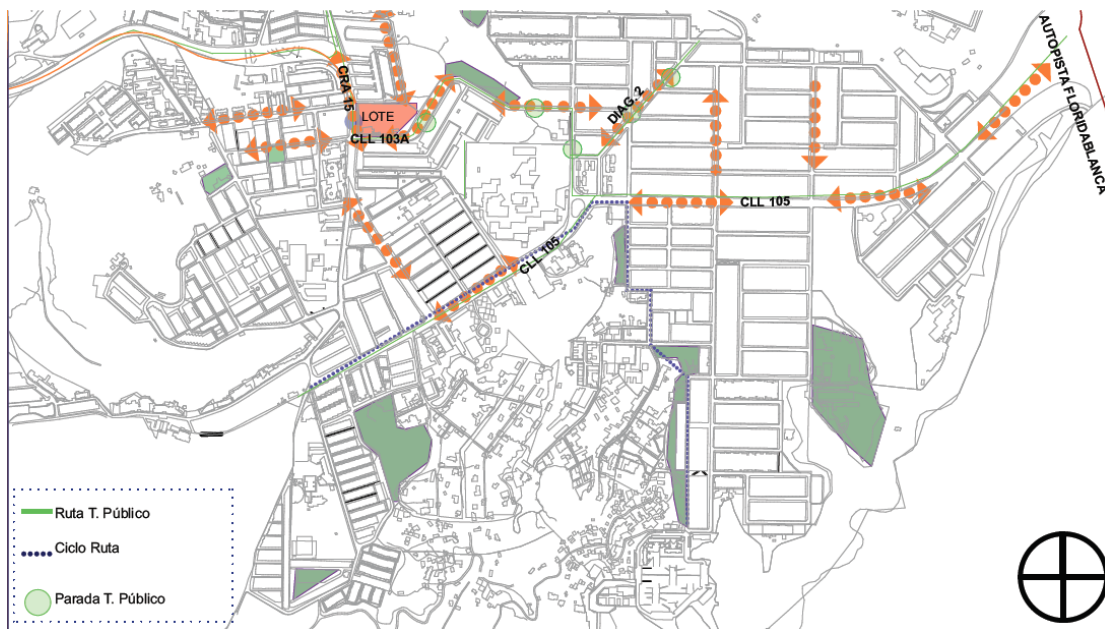 CRA 15
LOTE
CLL 103A
DIAG. 2
AUTOPISTA FLORIDABLANCA
CLL 105
CLL 105
Ruta T. Público
Ciclo Ruta
Parada T. Público